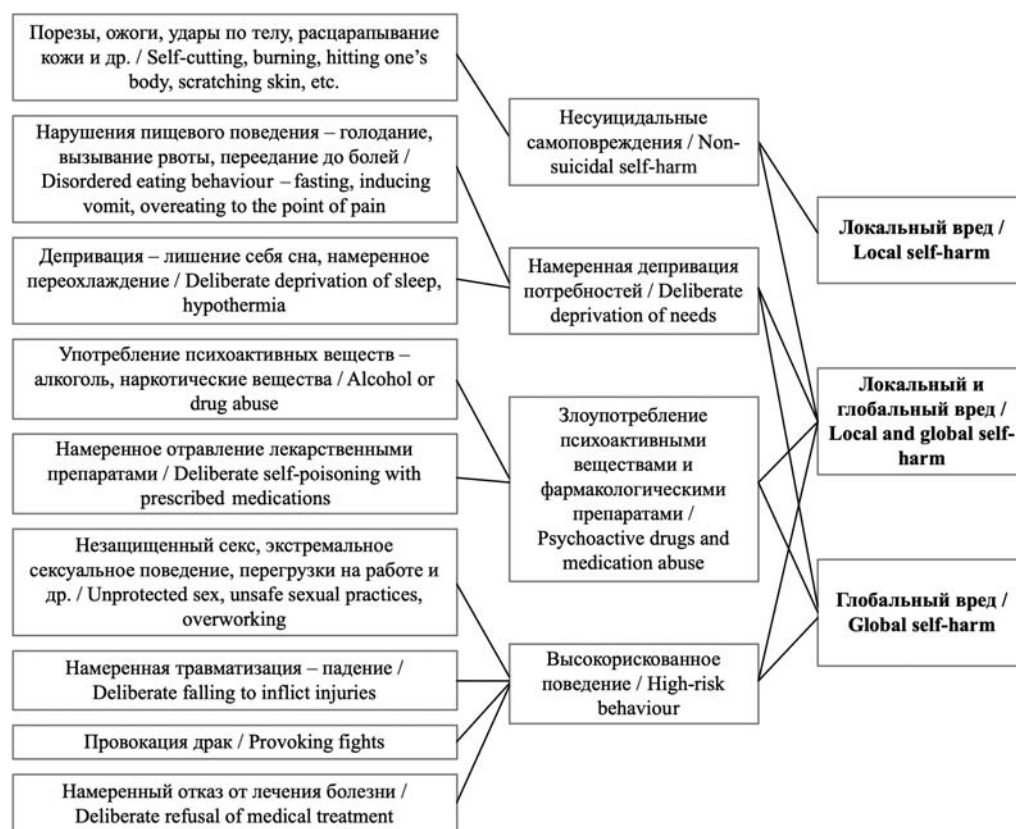 Порезы, ожоги, удары по телу, расцарапывание
кожи и др. / Self-cutting, burning, hitting one’s
body, scratching skin, etc.
Нарушения пищевого поведения – голодание,
вызывание рвоты, переедание до болей /
Disordered eating behaviour – fasting, inducing
vomit, overeating to the point of pain
Депривация – лишение себя сна, намеренное
переохлаждение / Deliberate deprivation of sleep,
hypothermia
Употребление психоактивных веществ –
алкоголь, наркотические вещества / Alcohol or
drug abuse
Намеренное отравление лекарственными
препаратами / Deliberate self-poisoning with
prescribed medications
Незащищенный секс, экстремальное
сексуальное поведение, перегрузки на работе и
др. / Unprotected sex, unsafe sexual practices,
overworking
Намеренная травматизация – падение /
Deliberate falling to inflict injuries
Провокация драк / Provoking fights
Намеренный отказ от лечения болезни /
Deliberate refusal of medical treatment
Несуицидальные
самоповреждения / Non-
suicidal self-harm
Намеренная депривация
потребностей / Deliberate
deprivation of needs
Злоупотребление
психоактивными
веществами и
фармакологическими
препаратами /
Psychoactive drugs and
medication abuse
Высокорискованное
поведение / High-risk
behaviour
Локальный вред /
Local self-harm
Локальный и
глобальный вред /
Local and global self-
harm
Глобальный вред /
Global self-harm